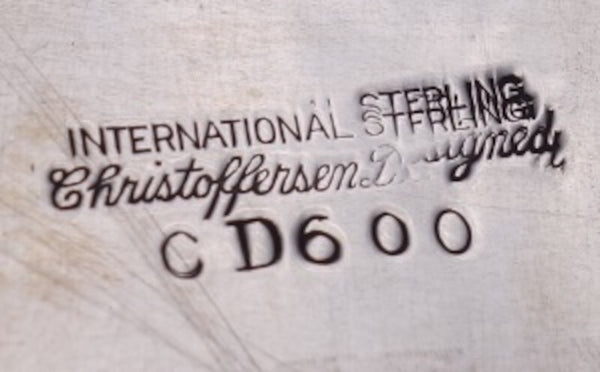 INTERNATIONAL STERLING
Christoffersen Designed
CD600